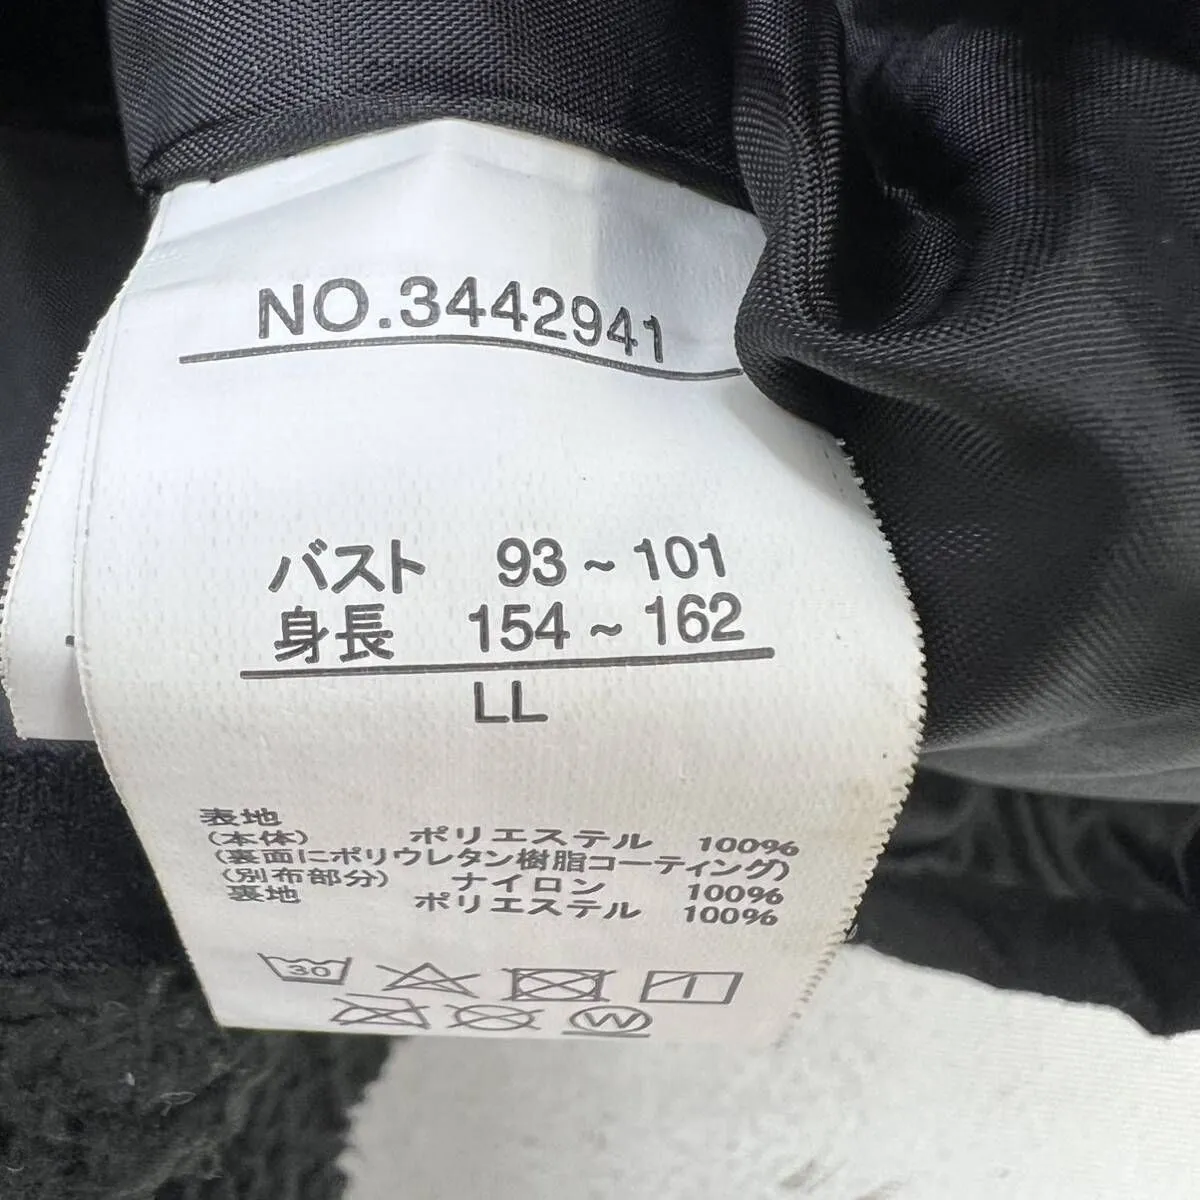 NO.3442941
バスト 93~101
身長 154~162
LL
表地
(本体) ポリエステル 100%
(裏面にポリウレタン樹脂コーティング)
(別布部分) ナイロン 100%
裏地 ポリエステル 100%
30
W